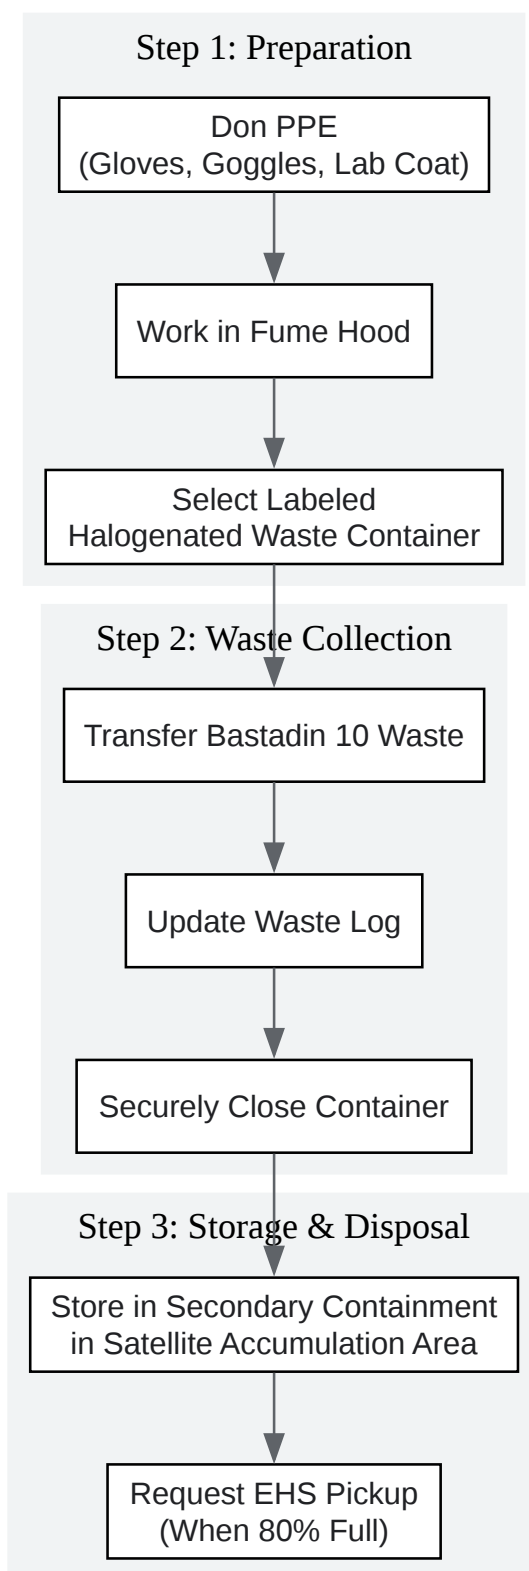 Step 1: Preparation
Don PPE
(Gloves, Goggles, Lab Coat)
Work in Fume Hood
Select Labeled
Halogenated Waste Container
Step 2: Waste Collection
Transfer Bastadin 10 Waste
Update Waste Log
Securely Close Container
Step 3: Storage & Disposal
Store in Secondary Containment
in Satellite Accumulation Area
Request EHS Pickup
(When 80% Full)